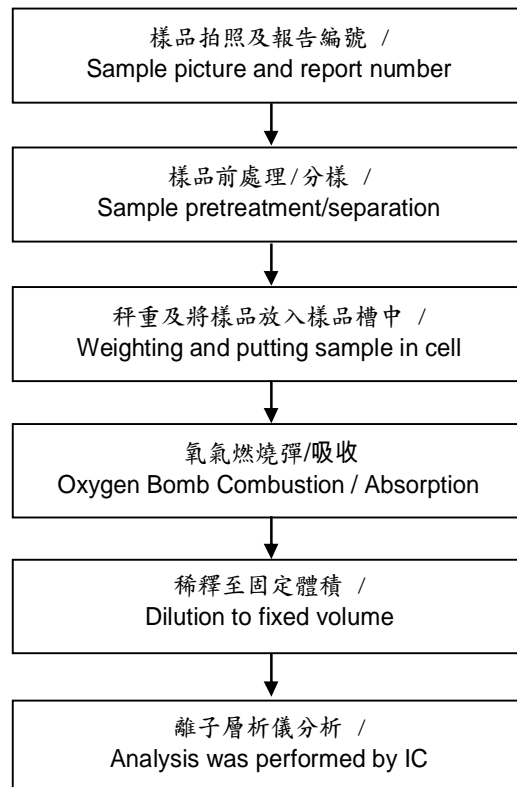 樣品拍照及報告編號 /
Sample picture and report number
樣品前處理/分樣 /
Sample pretreatment/separation
秤重及將樣品放入樣品槽中 /
Weighting and putting sample in cell
氧氣燃燒彈/吸收
Oxygen Bomb Combustion / Absorption
稀釋至固定體積 /
Dilution to fixed volume
離子層析儀分析 /
Analysis was performed by IC